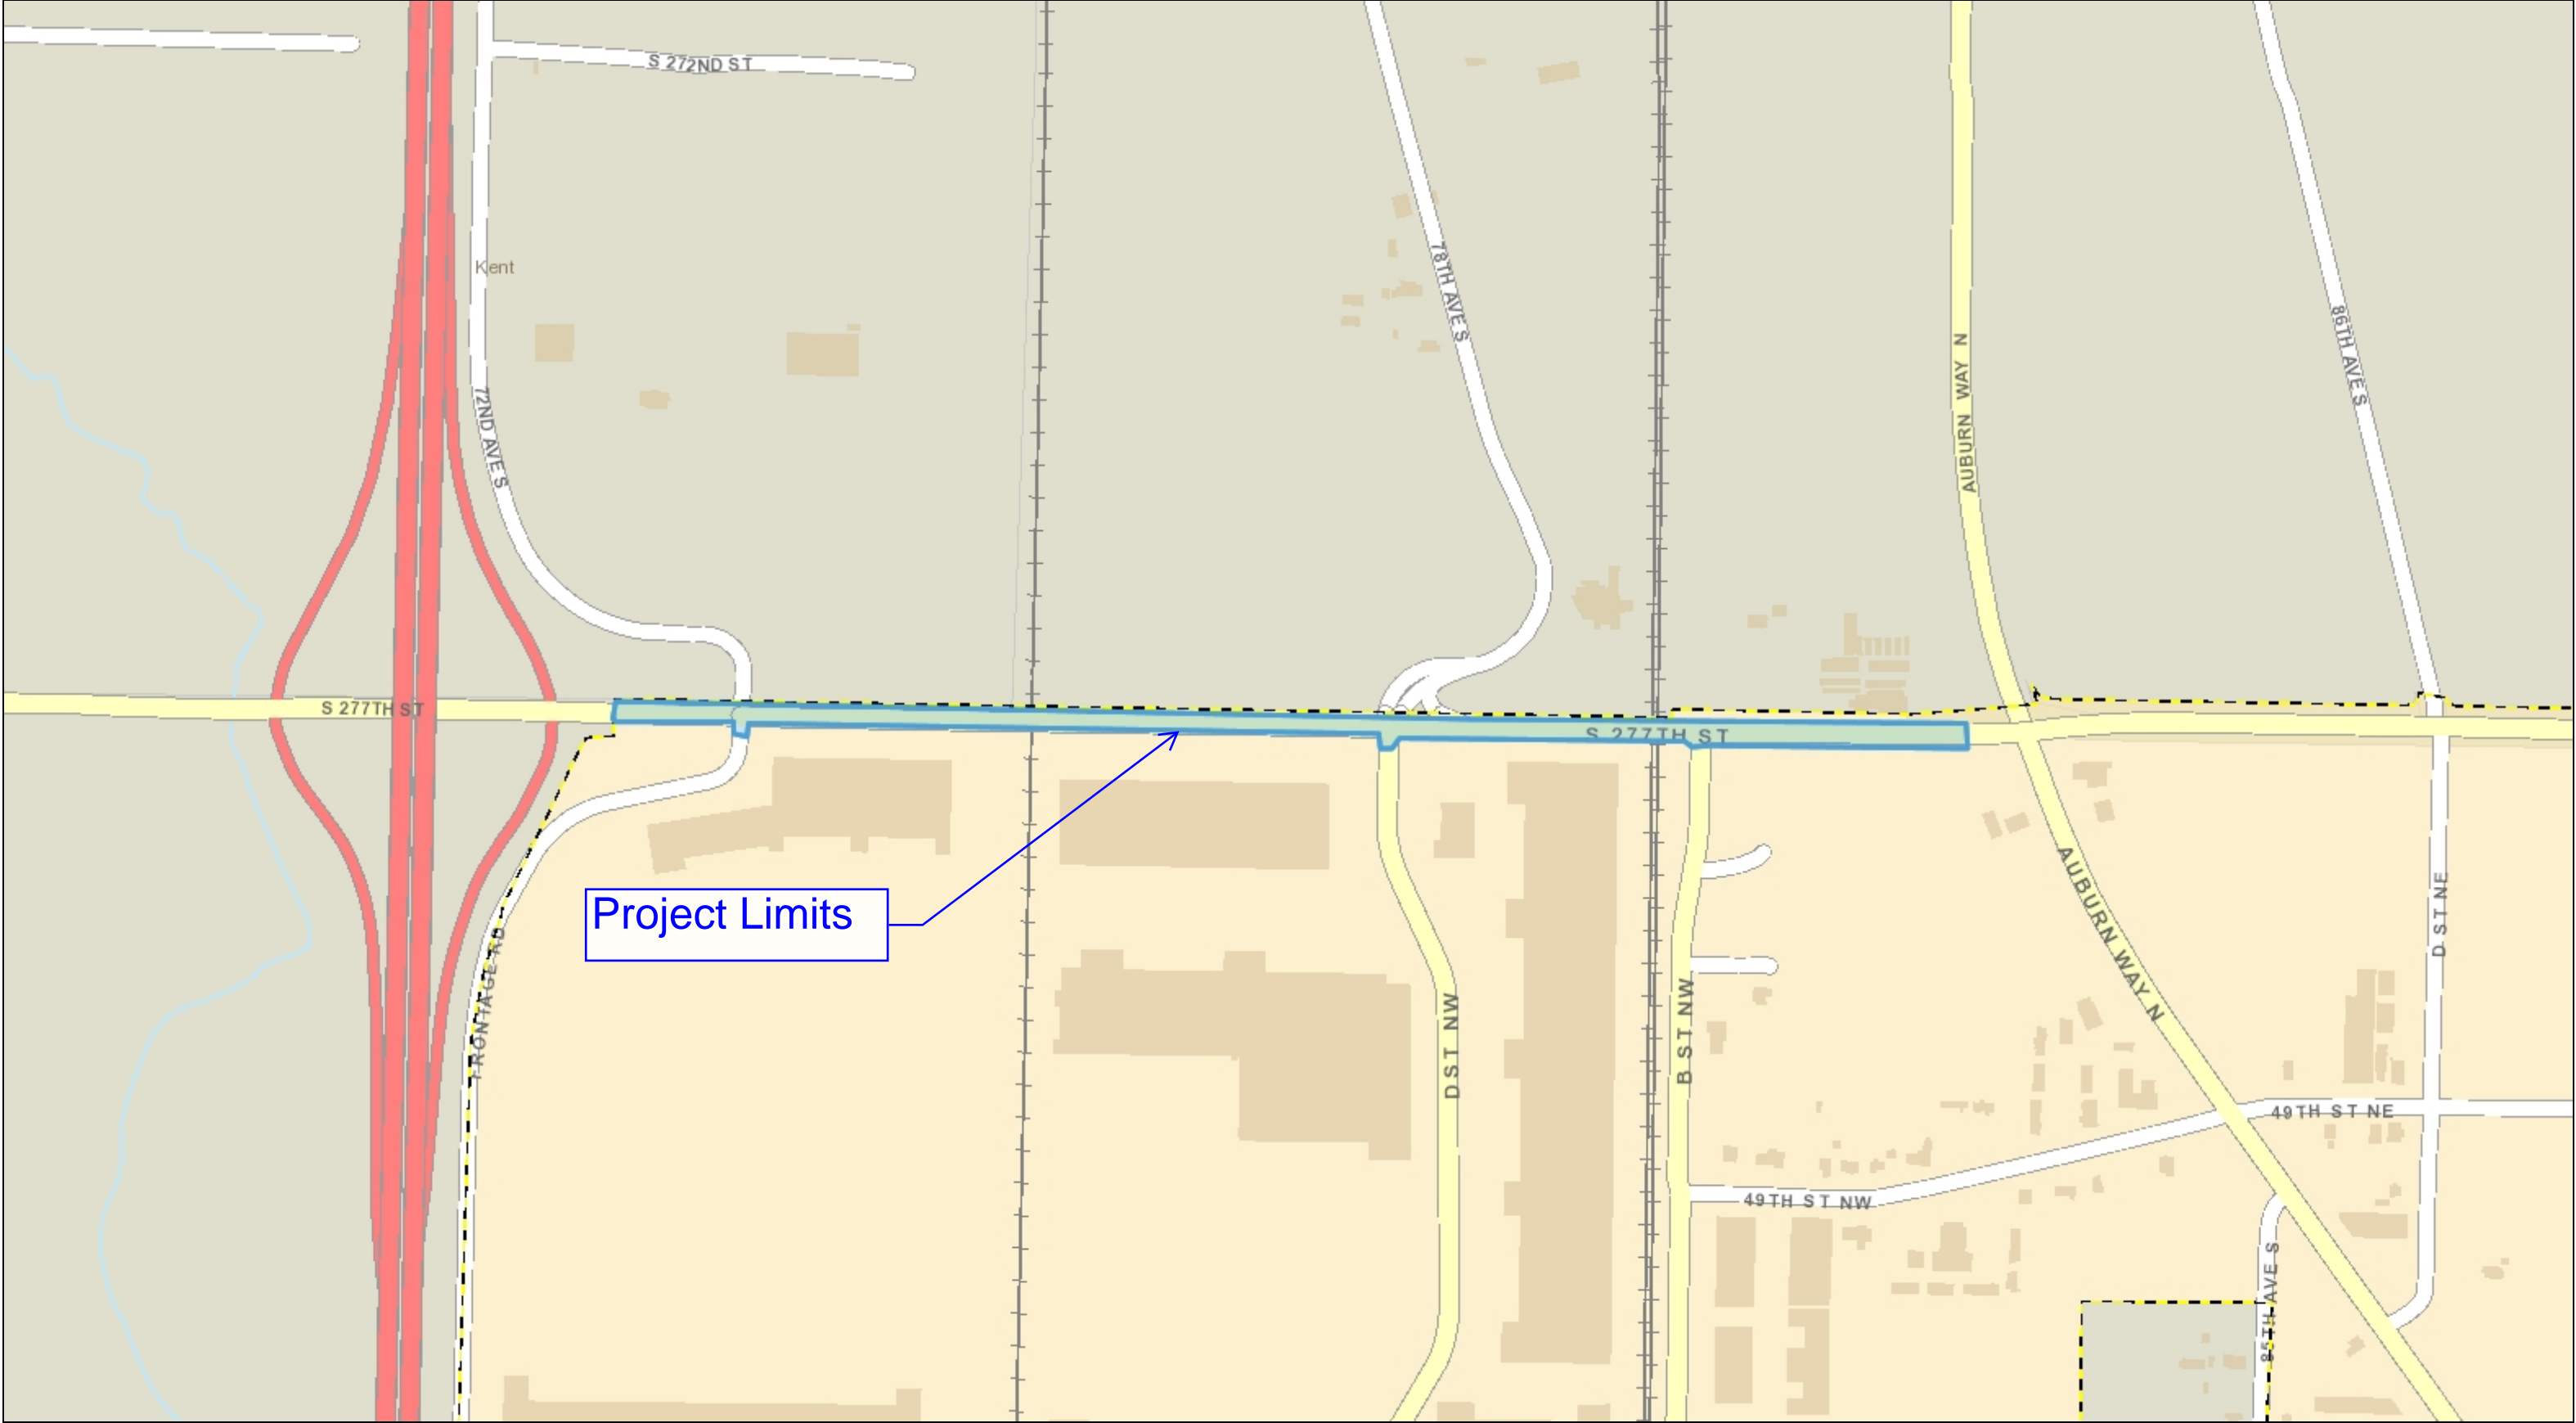 S 272ND ST
Kent
78TH AVE S
86TH AVE S
AUBURN WAY N
72ND AVE S
S 277TH ST
S 277TH ST
Project Limits
AUBURN WAY N
D ST NE
FRONTAGE RD
D ST NW
B ST NW
49TH ST NE
49TH ST NW
85TH AVE S